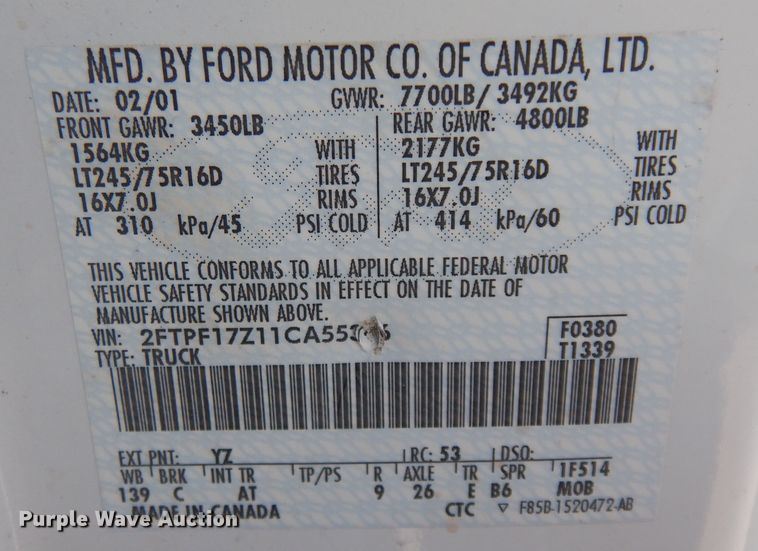 MFD. BY FORD MOTOR CO. OF CANADA, LTD.
DATE: 02/01 GVWR: 7700LB/ 3492KG
FRONT GAWR: 3450LB REAR GAWR: 4800LB
1564KG WITH 2177KG WITH
LT245/75R16D TIRES LT245/75R16D TIRES
16X7.0J RIMS 16X7.0J RIMS
AT 310 kPa/45 PSI COLD AT 414 kPa/60 PSI COLD
THIS VEHICLE CONFORMS TO ALL APPLICABLE FEDERAL MOTOR
VEHICLE SAFETY STANDARDS IN EFFECT ON THE DATE OF
MANUFACTURE SHOWN ABOVE.
VIN: F0380
TYPE: TRUCK T1339
EXT PNT: YZ RC: 53 DSO:
WB BRK INT TR TP/PS R AXLE TR SPR 1F514
139 C AT 9 26 E B6 MOB
MADE IN CANADA CTC ▽ F85B-1520472-AB
Purple Wave Auction